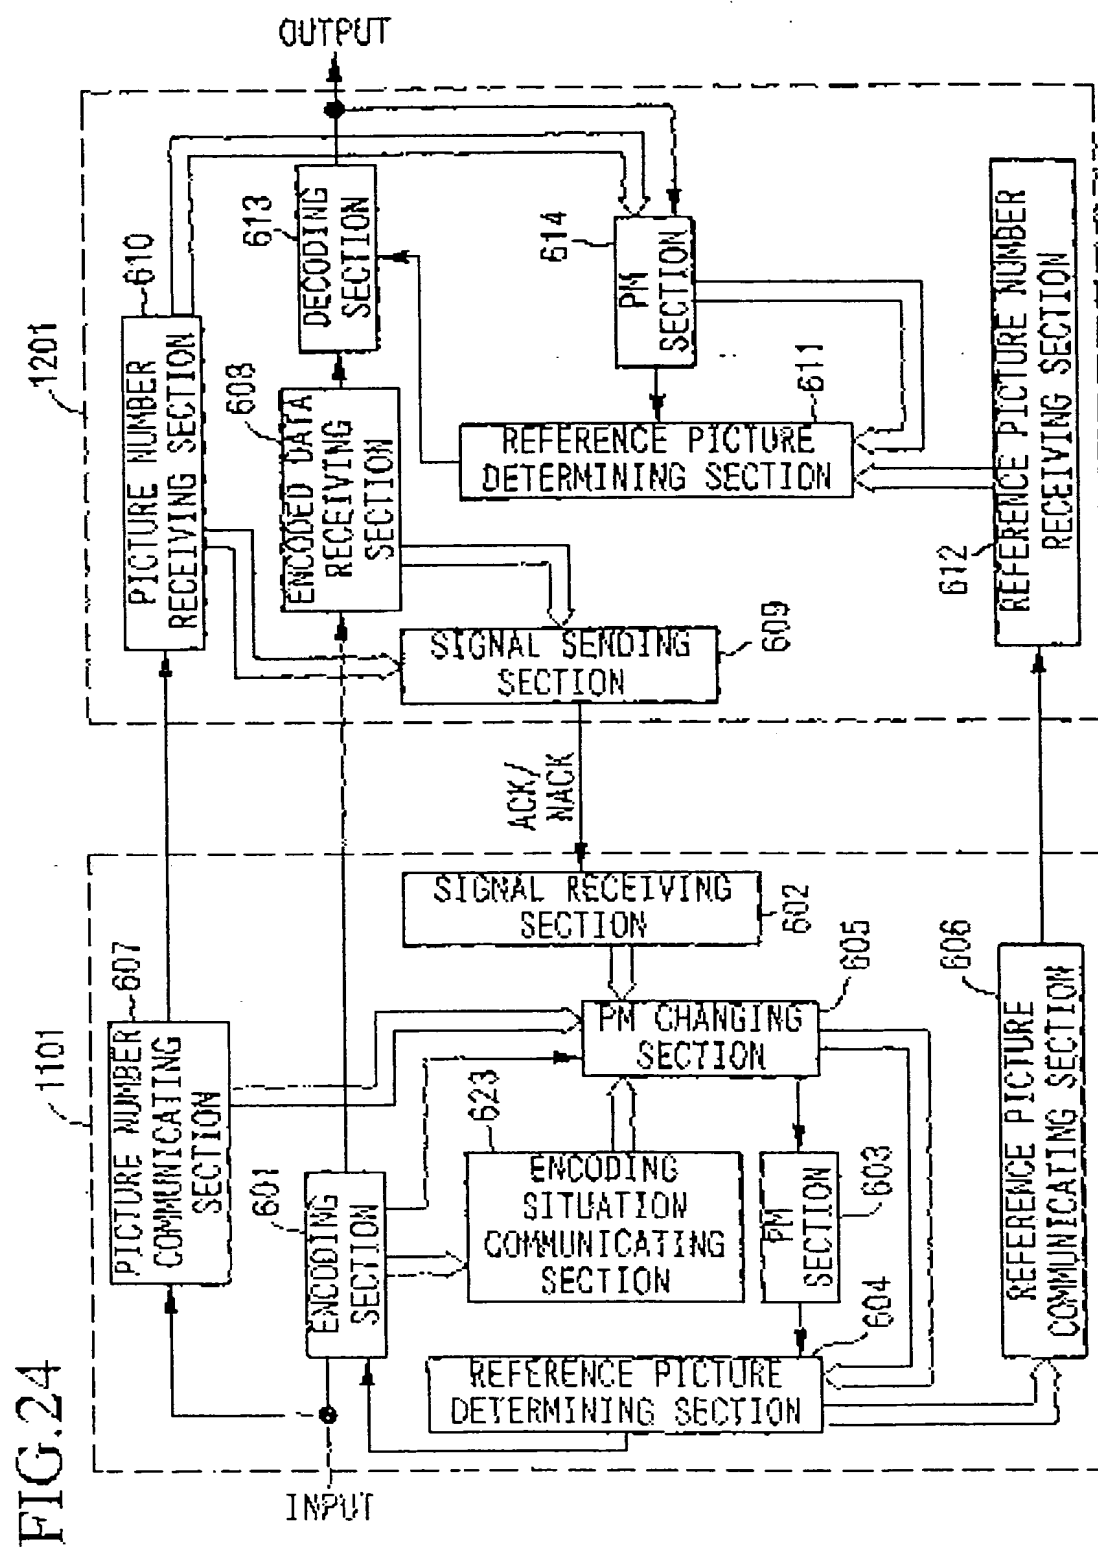 FIG.24
INPUT
1101
PICTURE NUMBER
COMMUNICATING
SECTION
607
ENCODING
SECTION
601
ENCODING
SITUATION
COMMUNICATING
SECTION
623
REFERENCE PICTURE
DETERMINING SECTION
604
PM
SECTION
603
PM CHANGING
SECTION
605
SIGNAL RECEIVING
SECTION
602
REFERENCE PICTURE
COMMUNICATING SECTION
606
ACK/
NACK
1201
PICTURE NUMBER
RECEIVING SECTION
610
ENCODED DATA
RECEIVING
SECTION
608
SIGNAL SENDING
SECTION
609
DECODING
SECTION
613
PM
SECTION
614
REFERENCE PICTURE
DETERMINING SECTION
611
REFERENCE PICTURE NUMBER
RECEIVING SECTION
612
OUTPUT